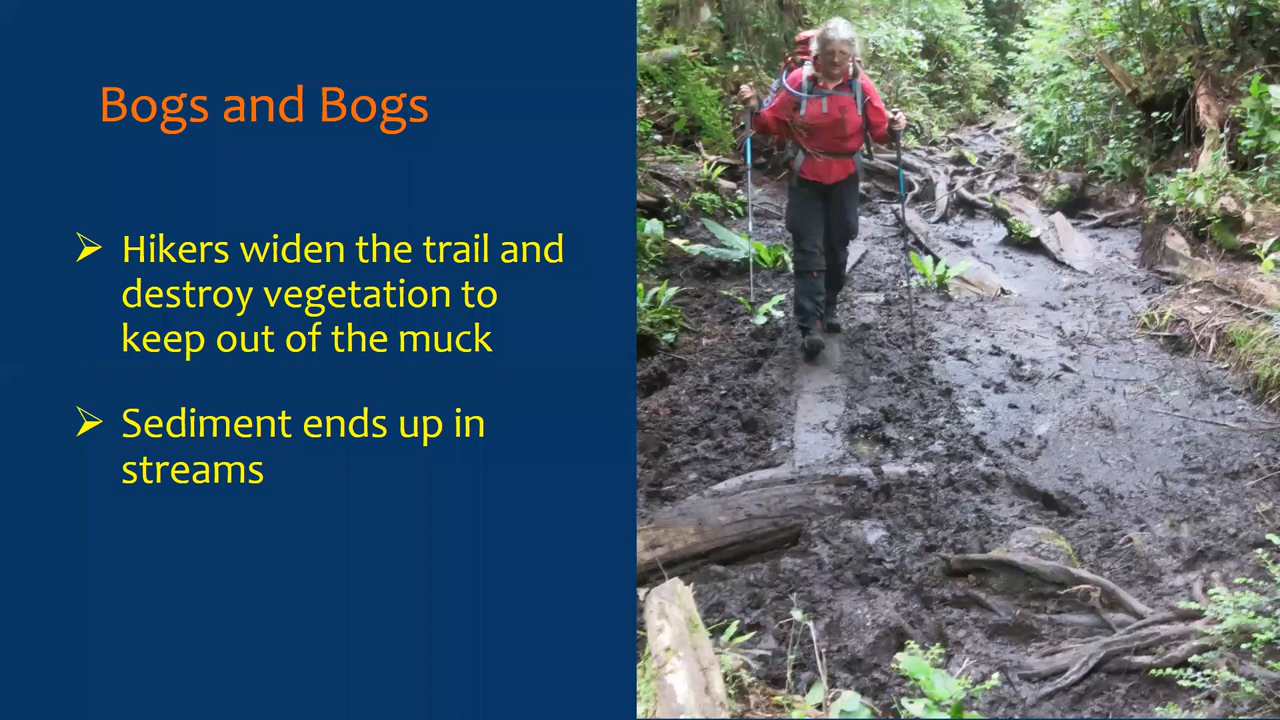 Bogs and Bogs
Hikers widen the trail and
destroy vegetation to
keep out of the muck
Sediment ends up in
streams